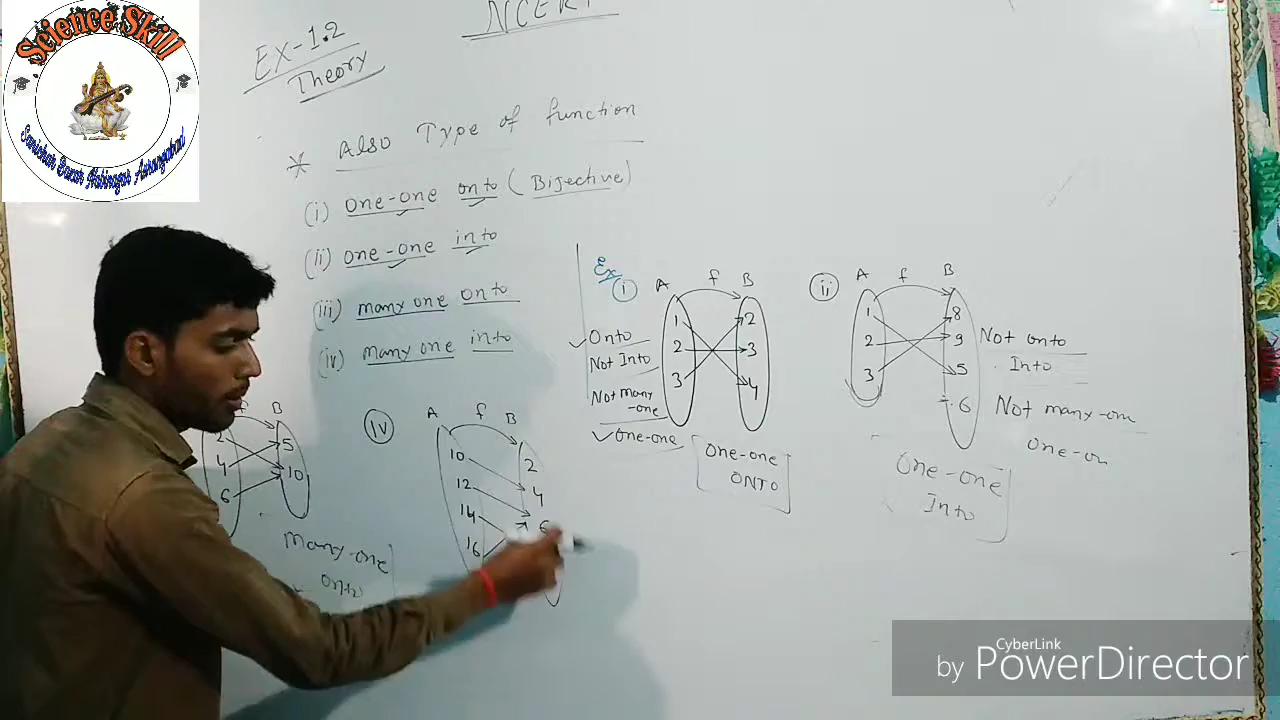 Science Skill
NCERT
EX-1.2
Theory
* Also Type of function
(i) one-one onto (Bijective)
(ii) one-one into
(iii) many one onto
(iv) many one into
Ex
(i)
A f B
1 2
2 3
3 4
Onto
Not Into
Not many
-one
One-one
One-one
ONTO
(ii)
A f B
1 8
2 9
3 5
6
Not onto
Into
Not many-one
One-on
One-one
Into
B
2 5
4 10
6
Many-one
onto
(iv)
A f B
10 2
12 4
14 6
16
CyberLink
by PowerDirector